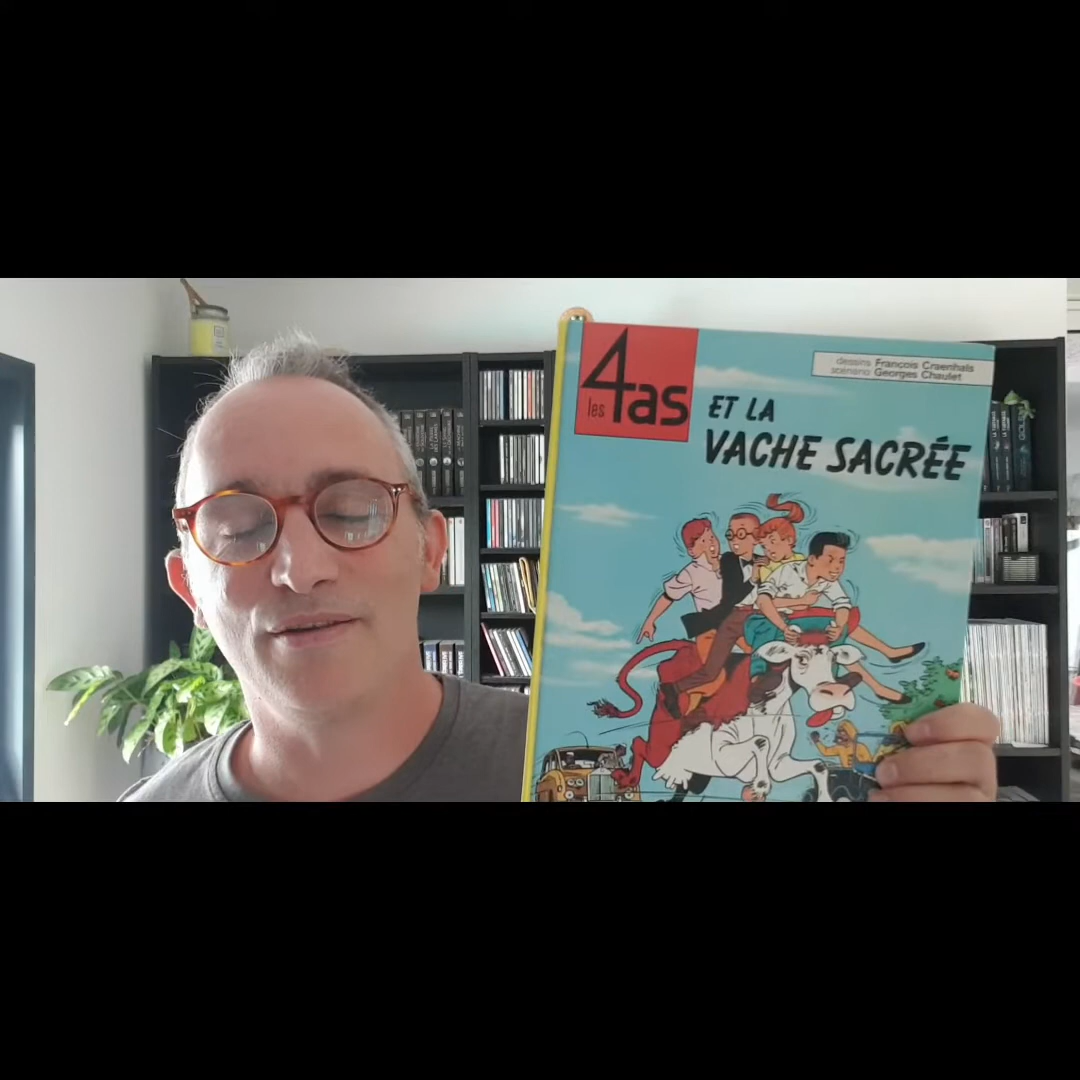 les 4as
ET LA
VACHE SACRÉE
dessins François Craenhals
scénario Georges Chaulet